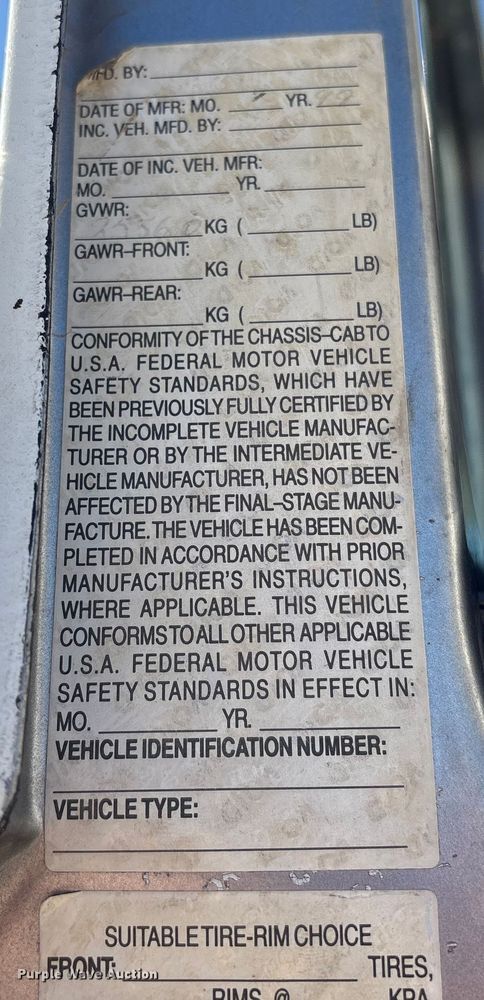 MFD. BY:
DATE OF MFR: MO. YR.
INC. VEH. MFD. BY:
DATE OF INC. VEH. MFR:
MO. YR.
GVWR:
KG ( LB)
GAWR–FRONT:
KG ( LB)
GAWR–REAR:
KG ( LB)
CONFORMITY OF THE CHASSIS–CAB TO
U.S.A. FEDERAL MOTOR VEHICLE
SAFETY STANDARDS, WHICH HAVE
BEEN PREVIOUSLY FULLY CERTIFIED BY
THE INCOMPLETE VEHICLE MANUFAC-
TURER OR BY THE INTERMEDIATE VE-
HICLE MANUFACTURER, HAS NOT BEEN
AFFECTED BY THE FINAL–STAGE MANU-
FACTURE. THE VEHICLE HAS BEEN COM-
PLETED IN ACCORDANCE WITH PRIOR
MANUFACTURER'S INSTRUCTIONS,
WHERE APPLICABLE. THIS VEHICLE
CONFORMS TO ALL OTHER APPLICABLE
U.S.A. FEDERAL MOTOR VEHICLE
SAFETY STANDARDS IN EFFECT IN:
MO. YR.
VEHICLE IDENTIFICATION NUMBER:
VEHICLE TYPE:
SUITABLE TIRE-RIM CHOICE
FRONT: TIRES,
RIMS @ KPA
Purple Wave Auction